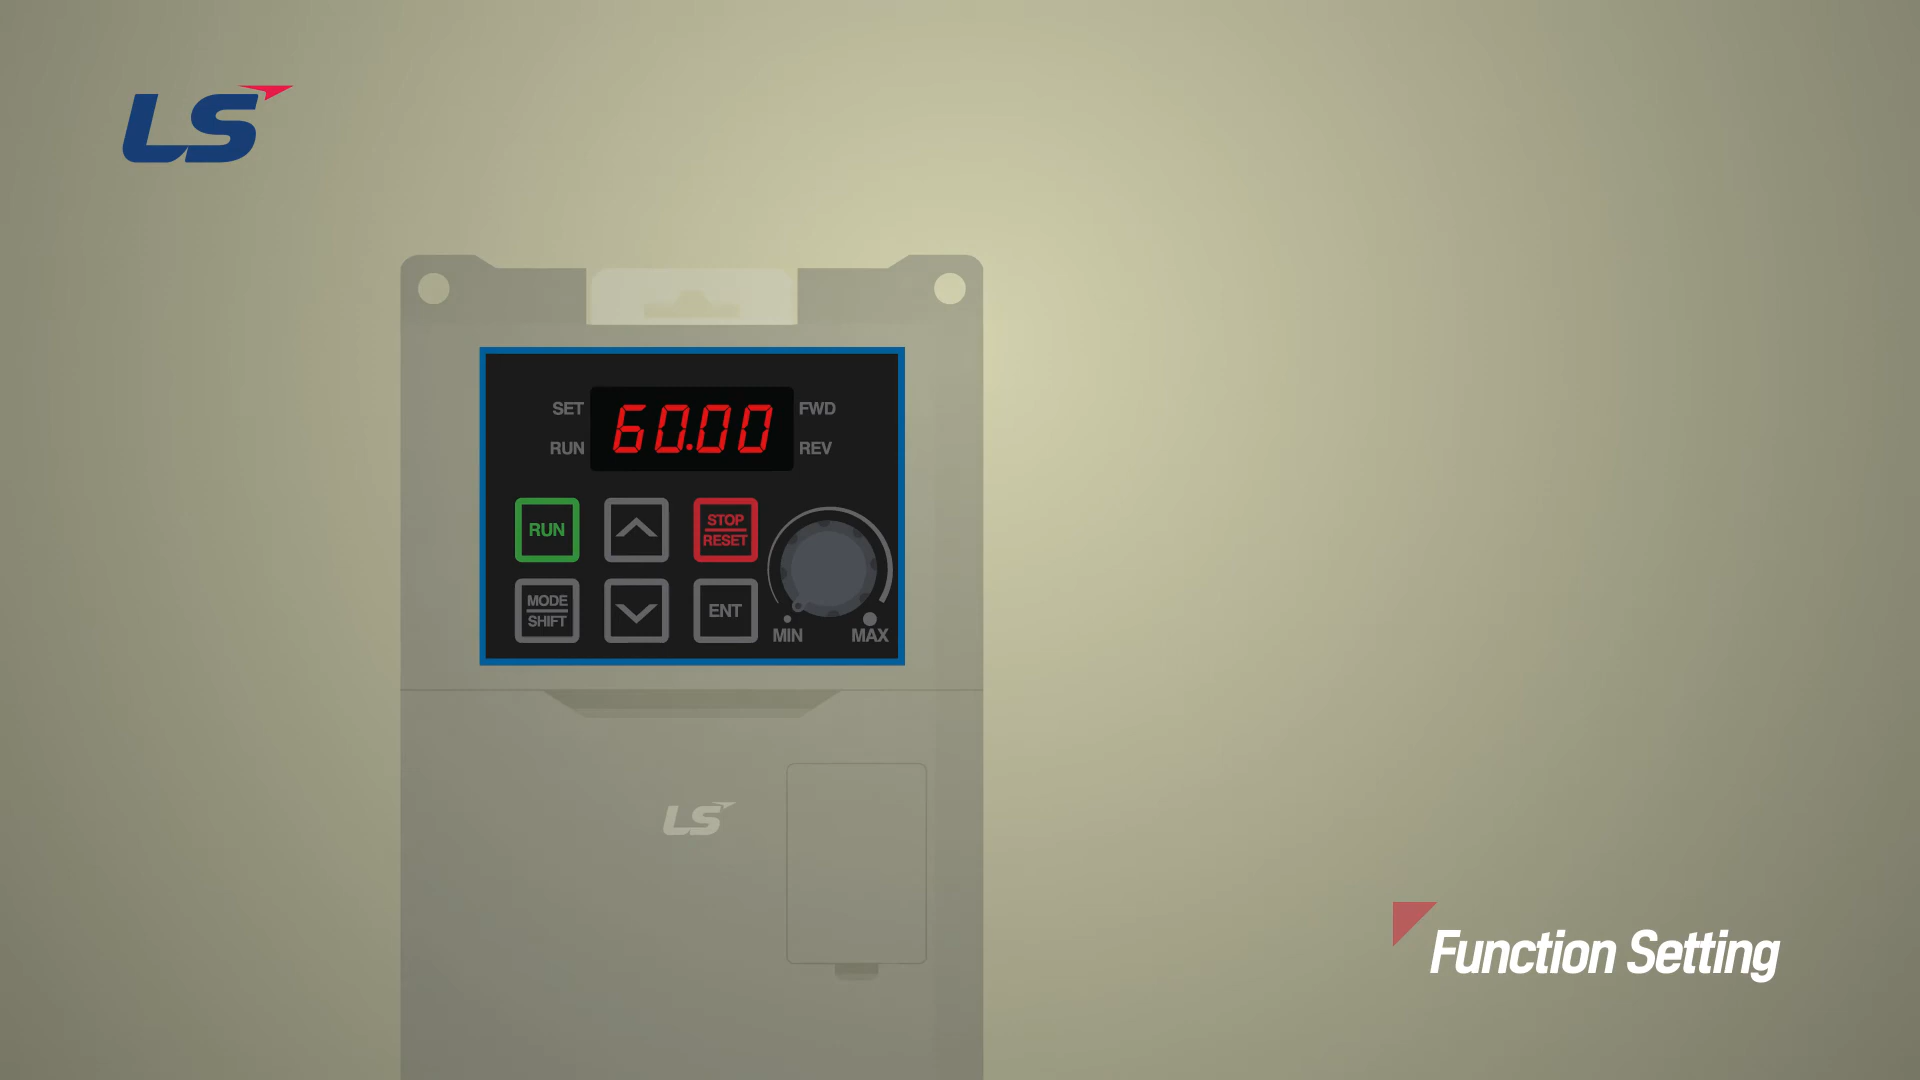 LS
SET
60.00
FWD
RUN
REV
RUN
STOP
RESET
MODE
SHIFT
ENT
MIN
MAX
LS
Function Setting